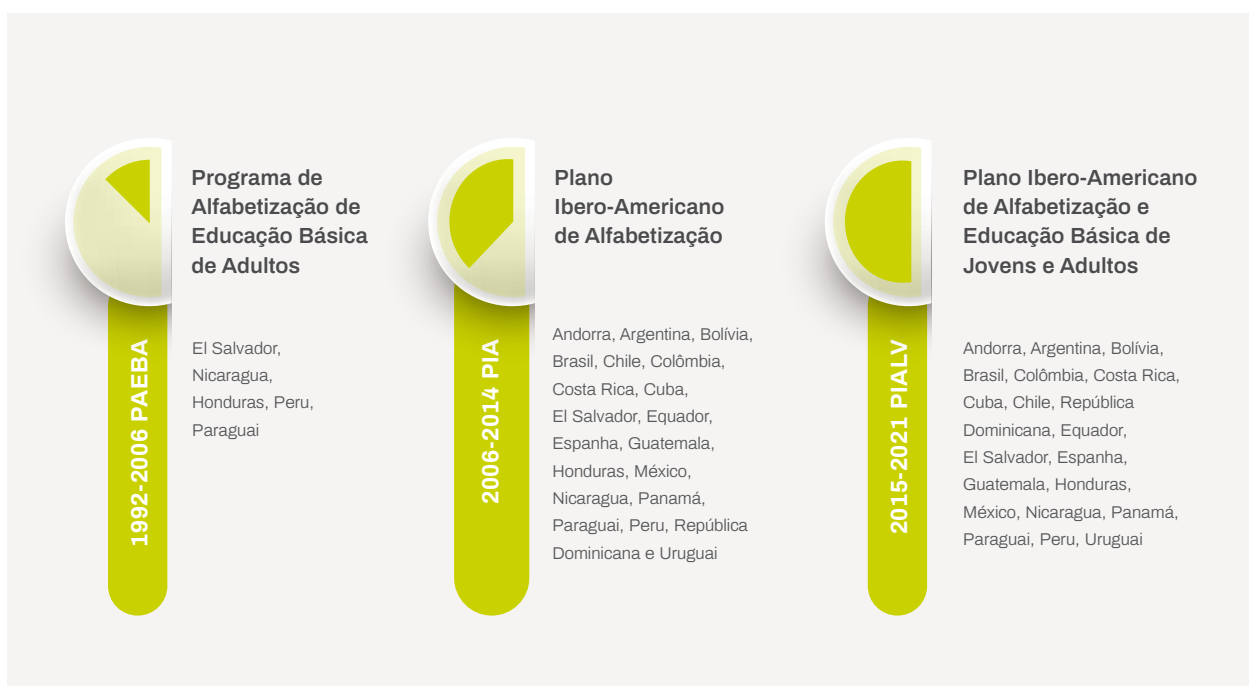 Programa de
Alfabetização de
Educação Básica
de Adultos
1992-2006 PAEBA
El Salvador,
Nicaragua,
Honduras, Peru,
Paraguai
Plano
Ibero-Americano
de Alfabetização
2006-2014 PIA
Andorra, Argentina, Bolívia,
Brasil, Chile, Colômbia,
Costa Rica, Cuba,
El Salvador, Equador,
Espanha, Guatemala,
Honduras, México,
Nicaragua, Panamá,
Paraguai, Peru, República
Dominicana e Uruguai
Plano Ibero-Americano
de Alfabetização e
Educação Básica de
Jovens e Adultos
2015-2021 PIALV
Andorra, Argentina, Bolívia,
Brasil, Colômbia, Costa Rica,
Cuba, Chile, República
Dominicana, Equador,
El Salvador, Espanha,
Guatemala, Honduras,
México, Nicaragua, Panamá,
Paraguai, Peru, Uruguai